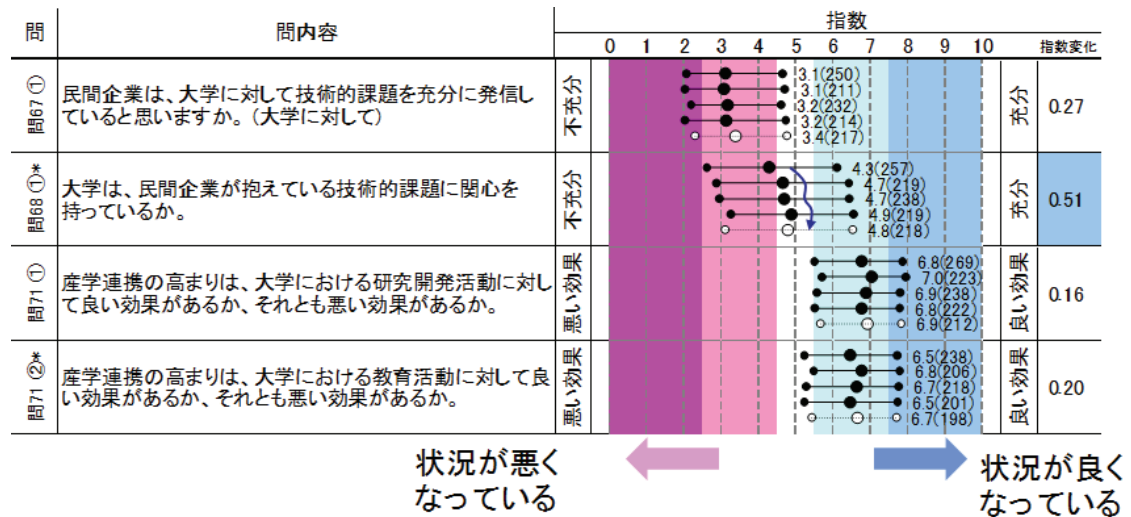 問
問内容
指数
0 1 2 3 4 5 6 7 8 9 10
指数変化
問67 ①
民間企業は、大学に対して技術的課題を充分に発信し
ていると思いますか。(大学に対して)
不充分
3.1(250)
3.1(211)
3.2(232)
3.2(214)
3.4(217)
充分
0.27
問68 ①*
大学は、民間企業が抱えている技術的課題に関心を
持っているか。
不充分
4.3(257)
4.7(219)
4.7(238)
4.9(219)
4.8(218)
充分
0.51
問71 ①
産学連携の高まりは、大学における研究開発活動に対し
て良い効果があるか、それとも悪い効果があるか。
悪い効果
6.8(269)
7.0(223)
6.9(238)
6.8(222)
6.9(212)
良い効果
0.16
問71 ②*
産学連携の高まりは、大学における教育活動に対して良
い効果があるか、それとも悪い効果があるか。
悪い効果
6.5(238)
6.8(206)
6.7(218)
6.5(201)
6.7(198)
良い効果
0.20
状況が悪く
なっている
状況が良く
なっている